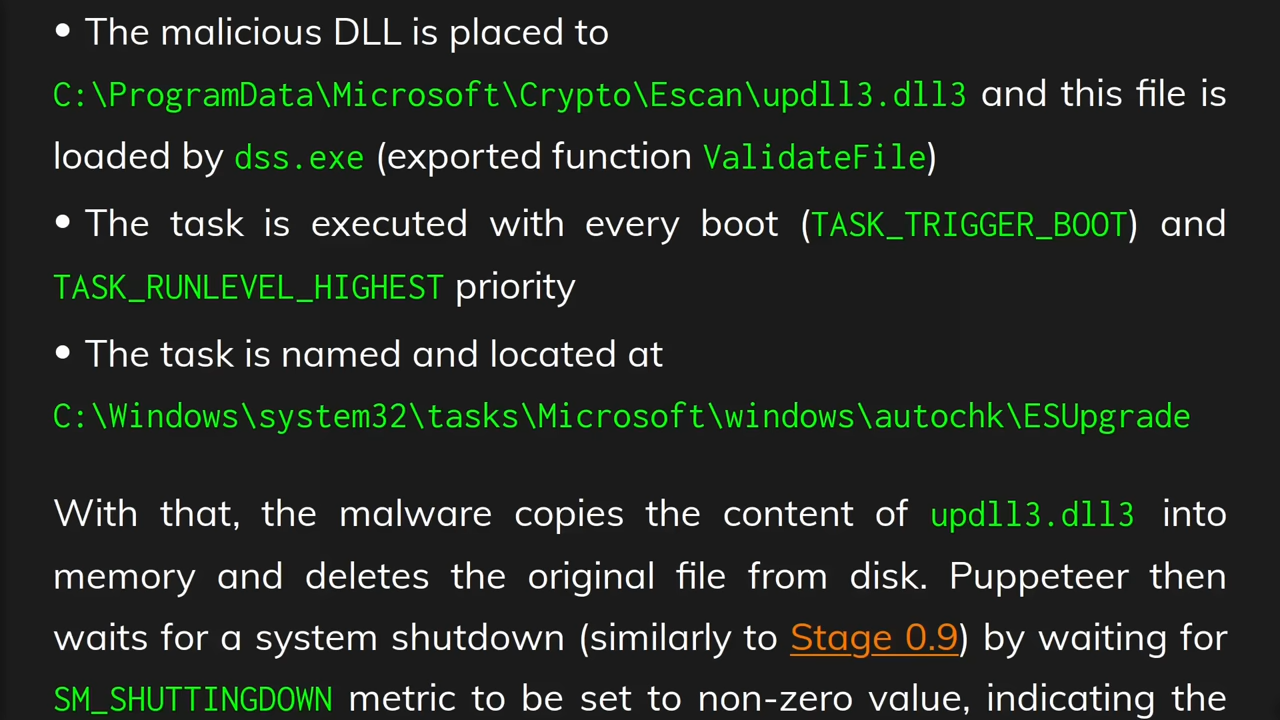 • The malicious DLL is placed to
C:\ProgramData\Microsoft\Crypto\Escan\updll3.dll3 and this file is
loaded by dss.exe (exported function ValidateFile)
• The task is executed with every boot (TASK_TRIGGER_BOOT) and
TASK_RUNLEVEL_HIGHEST priority
• The task is named and located at
C:\Windows\system32\tasks\Microsoft\windows\autochk\ESUpgrade
With that, the malware copies the content of updll3.dll3 into
memory and deletes the original file from disk. Puppeteer then
waits for a system shutdown (similarly to Stage 0.9) by waiting for
SM_SHUTTINGDOWN metric to be set to non-zero value, indicating the